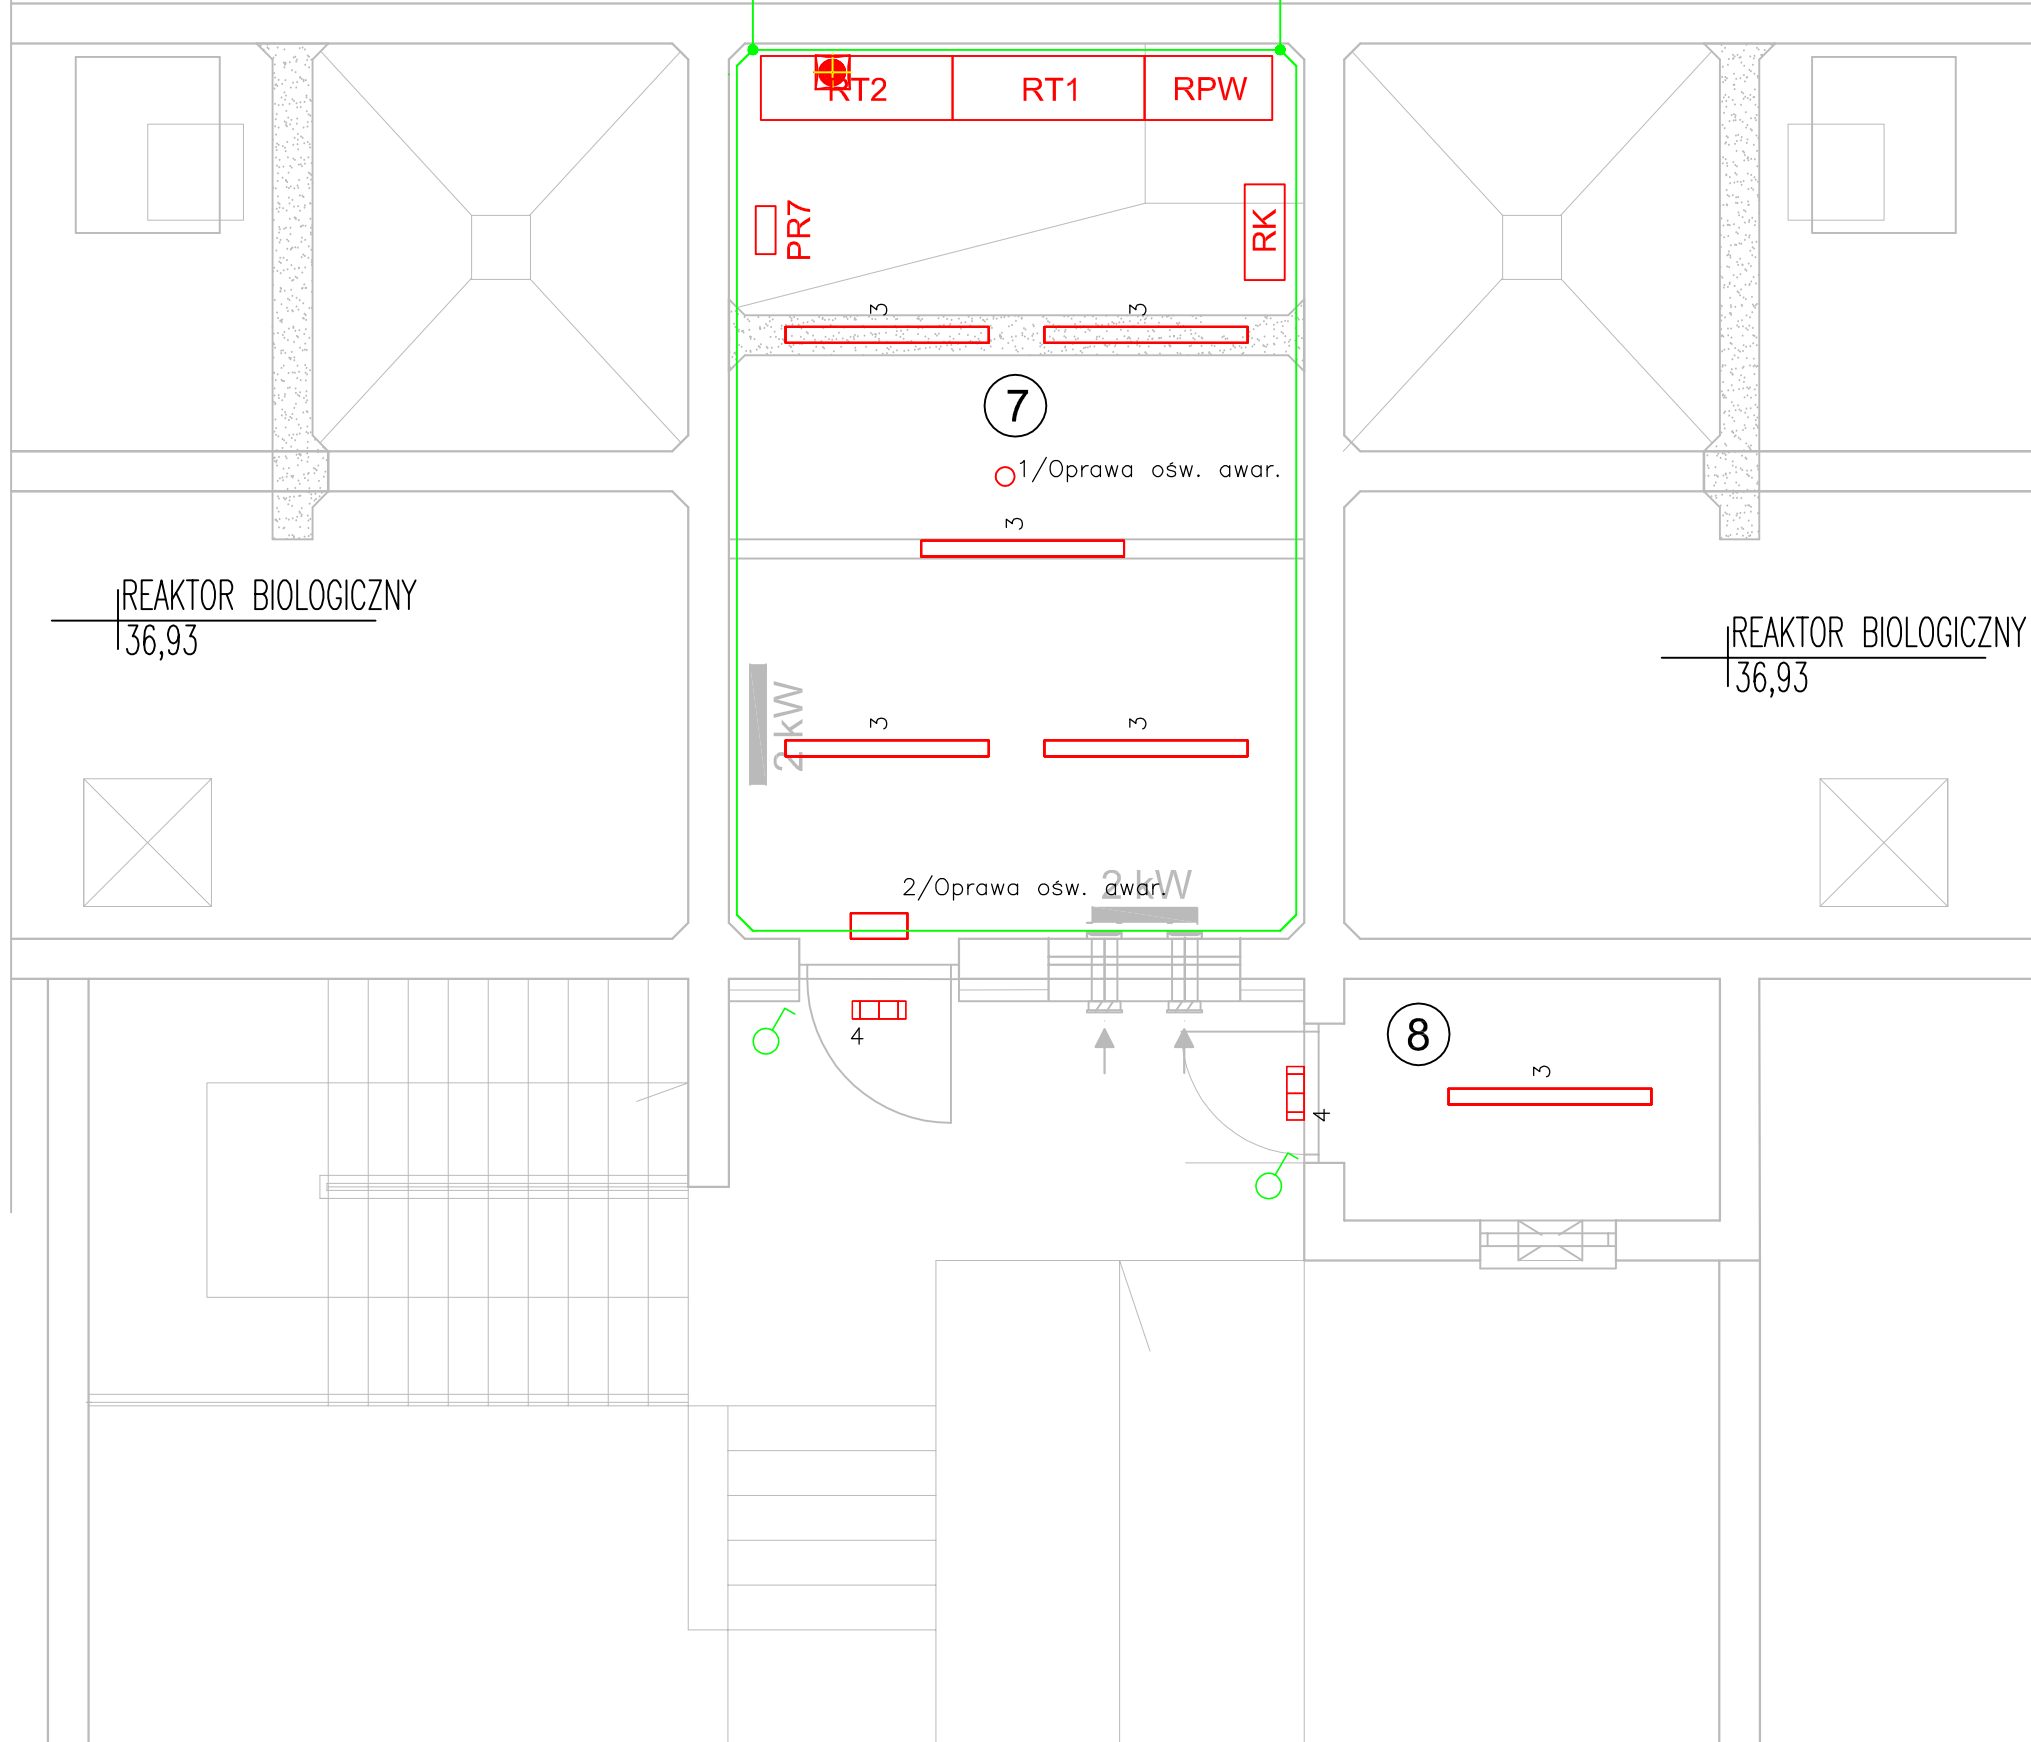 RT2 RT1 RPW
PR7
RK
3 3
7
1/Oprawa ośw. awar.
3
REAKTOR BIOLOGICZNY
36,93
REAKTOR BIOLOGICZNY
36,93
2 kW
3 3
2 kW
2/Oprawa ośw. awar.
4
8
3
4